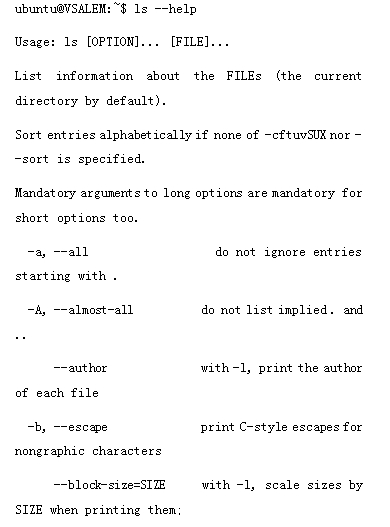 ubuntu@VSALEM:~$ ls --help
Usage: ls [OPTION]... [FILE]...
List information about the FILEs (the current
directory by default).
Sort entries alphabetically if none of -cftuvSUX nor -
-sort is specified.
Mandatory arguments to long options are mandatory for
short options too.
-a, --all do not ignore entries
starting with .
-A, --almost-all do not list implied . and
..
--author with -l, print the author
of each file
-b, --escape print C-style escapes for
nongraphic characters
--block-size=SIZE with -l, scale sizes by
SIZE when printing them;